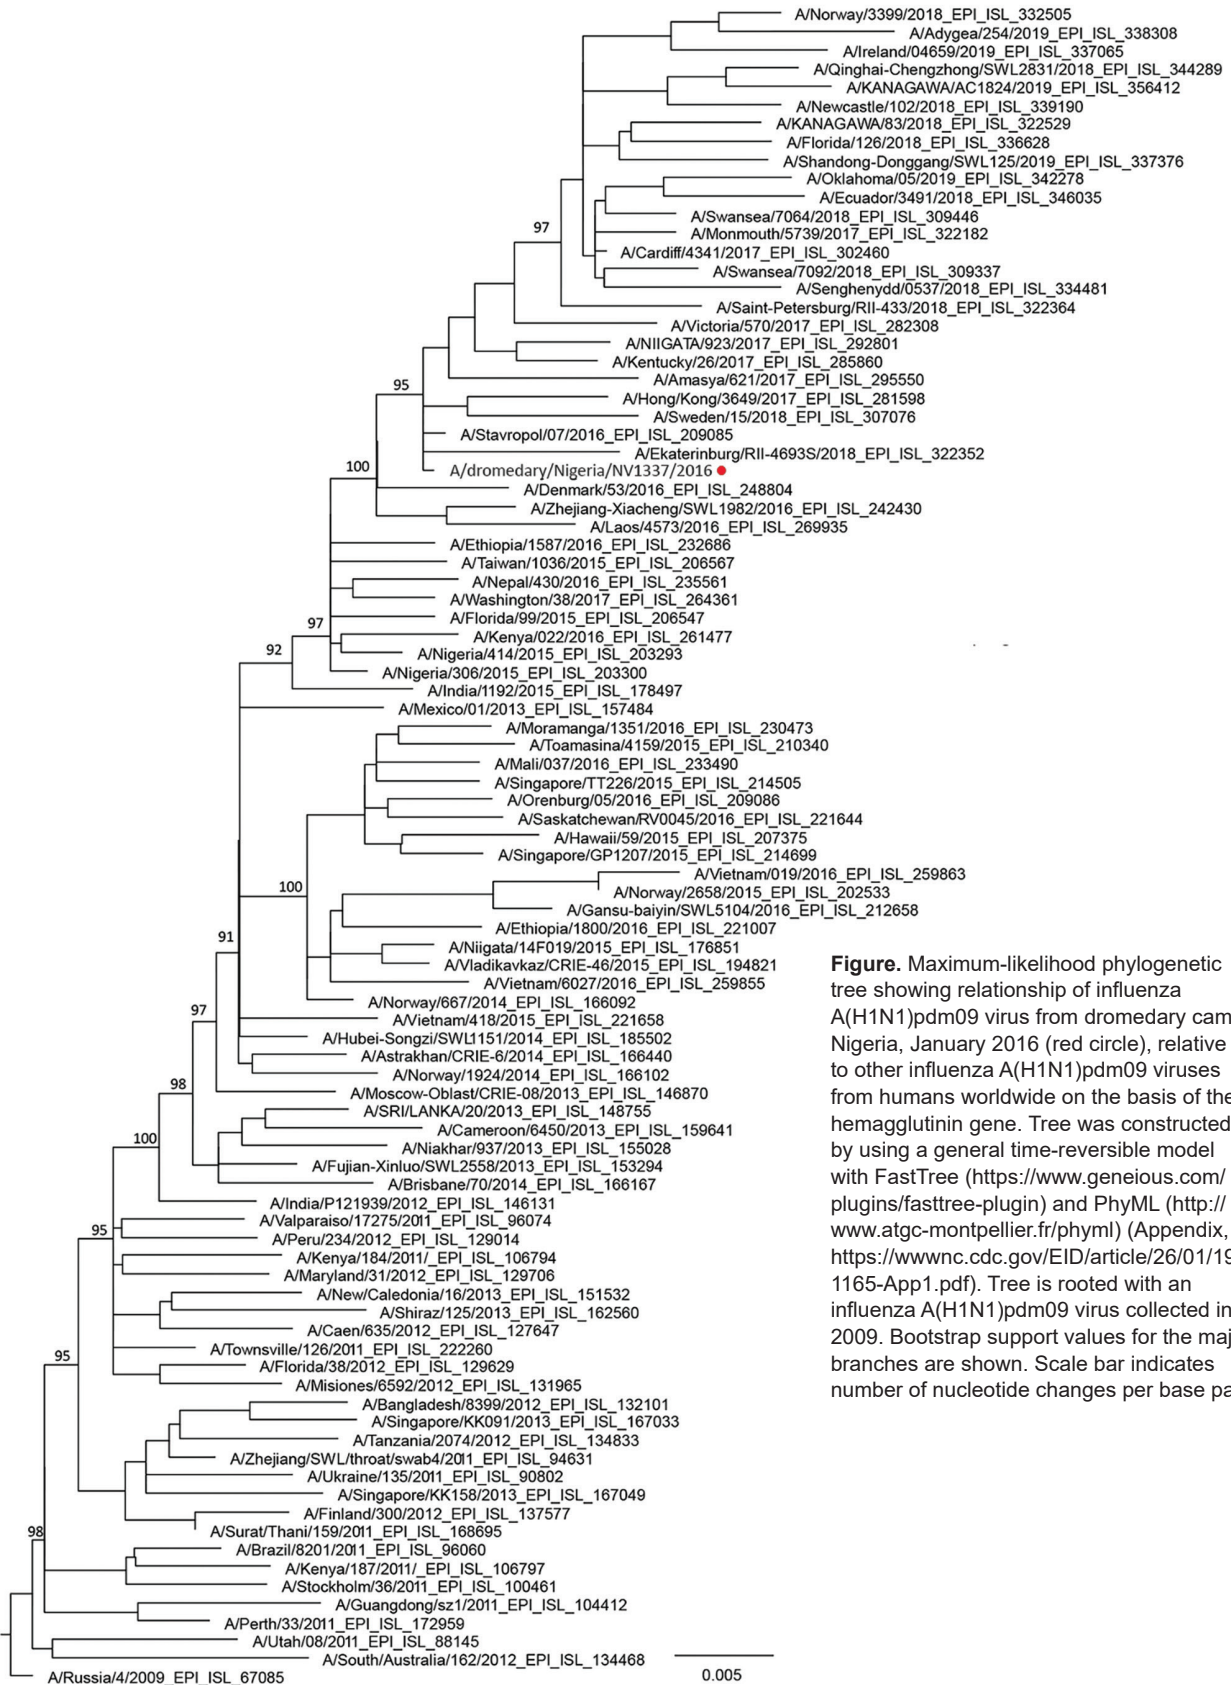 A/Norway/3399/2018_EPI_ISL_332505
A/Adygea/254/2019_EPI_ISL_338308
A/Ireland/04659/2019_EPI_ISL_337065
A/Qinghai-Chengzhong/SWL2831/2018_EPI_ISL_344289
A/KANAGAWA/AC1824/2019_EPI_ISL_356412
A/Newcastle/102/2018_EPI_ISL_339190
A/KANAGAWA/83/2018_EPI_ISL_322529
A/Florida/126/2018_EPI_ISL_336628
A/Shandong-Donggang/SWL125/2019_EPI_ISL_337376
A/Oklahoma/05/2019_EPI_ISL_342278
A/Ecuador/3491/2018_EPI_ISL_346035
A/Swansea/7064/2018_EPI_ISL_309446
97
A/Monmouth/5739/2017_EPI_ISL_322182
A/Cardiff/4341/2017_EPI_ISL_302460
A/Swansea/7092/2018_EPI_ISL_309337
A/Senghenydd/0537/2018_EPI_ISL_334481
A/Saint-Petersburg/RII-433/2018_EPI_ISL_322364
A/Victoria/570/2017_EPI_ISL_282308
A/NIIGATA/923/2017_EPI_ISL_292801
A/Kentucky/26/2017_EPI_ISL_285860
A/Amasya/621/2017_EPI_ISL_295550
95
A/Hong/Kong/3649/2017_EPI_ISL_281598
A/Sweden/15/2018_EPI_ISL_307076
A/Stavropol/07/2016_EPI_ISL_209085
A/Ekaterinburg/RII-4693S/2018_EPI_ISL_322352
100
A/dromedary/Nigeria/NV1337/2016
A/Denmark/53/2016_EPI_ISL_248804
A/Zhejiang-Xiacheng/SWL1982/2016_EPI_ISL_242430
A/Laos/4573/2016_EPI_ISL_269935
A/Ethiopia/1587/2016_EPI_ISL_232686
A/Taiwan/1036/2015_EPI_ISL_206567
A/Nepal/430/2016_EPI_ISL_235561
A/Washington/38/2017_EPI_ISL_264361
A/Florida/99/2015_EPI_ISL_206547
97
A/Kenya/022/2016_EPI_ISL_261477
92
A/Nigeria/414/2015_EPI_ISL_203293
A/Nigeria/306/2015_EPI_ISL_203300
A/India/1192/2015_EPI_ISL_178497
A/Mexico/01/2013_EPI_ISL_157484
A/Moramanga/1351/2016_EPI_ISL_230473
A/Toamasina/4159/2015_EPI_ISL_210340
A/Mali/037/2016_EPI_ISL_233490
A/Singapore/TT226/2015_EPI_ISL_214505
A/Orenburg/05/2016_EPI_ISL_209086
A/Saskatchewan/RV0045/2016_EPI_ISL_221644
A/Hawaii/59/2015_EPI_ISL_207375
A/Singapore/GP1207/2015_EPI_ISL_214699
A/Vietnam/019/2016_EPI_ISL_259863
100
A/Norway/2658/2015_EPI_ISL_202533
A/Gansu-baiyin/SWL5104/2016_EPI_ISL_212658
A/Ethiopia/1800/2016_EPI_ISL_221007
91
A/Niigata/14F019/2015_EPI_ISL_176851
A/Vladikavkaz/CRIE-46/2015_EPI_ISL_194821
A/Vietnam/6027/2016_EPI_ISL_259855
A/Norway/667/2014_EPI_ISL_166092
97
A/Vietnam/418/2015_EPI_ISL_221658
A/Hubei-Songzi/SWL1151/2014_EPI_ISL_185502
A/Astrakhan/CRIE-6/2014_EPI_ISL_166440
A/Norway/1924/2014_EPI_ISL_166102
98
A/Moscow-Oblast/CRIE-08/2013_EPI_ISL_146870
A/SRI/LANKA/20/2013_EPI_ISL_148755
A/Cameroon/6450/2013_EPI_ISL_159641
100
A/Niakhar/937/2013_EPI_ISL_155028
A/Fujian-Xinluo/SWL2558/2013_EPI_ISL_153294
A/Brisbane/70/2014_EPI_ISL_166167
A/India/P121939/2012_EPI_ISL_146131
A/Valparaiso/17275/2011_EPI_ISL_96074
95
A/Peru/234/2012_EPI_ISL_129014
A/Kenya/184/2011/_EPI_ISL_106794
A/Maryland/31/2012_EPI_ISL_129706
A/New/Caledonia/16/2013_EPI_ISL_151532
A/Shiraz/125/2013_EPI_ISL_162560
A/Caen/635/2012_EPI_ISL_127647
A/Townsville/126/2011_EPI_ISL_222260
95
A/Florida/38/2012_EPI_ISL_129629
A/Misiones/6592/2012_EPI_ISL_131965
A/Bangladesh/8399/2012_EPI_ISL_132101
A/Singapore/KK091/2013_EPI_ISL_167033
A/Tanzania/2074/2012_EPI_ISL_134833
A/Zhejiang/SWL/throat/swab4/2011_EPI_ISL_94631
A/Ukraine/135/2011_EPI_ISL_90802
A/Singapore/KK158/2013_EPI_ISL_167049
A/Finland/300/2012_EPI_ISL_137577
98
A/Surat/Thani/159/2011_EPI_ISL_168695
A/Brazil/8201/2011_EPI_ISL_96060
A/Kenya/187/2011/_EPI_ISL_106797
A/Stockholm/36/2011_EPI_ISL_100461
A/Guangdong/sz1/2011_EPI_ISL_104412
A/Perth/33/2011_EPI_ISL_172959
A/Utah/08/2011_EPI_ISL_88145
A/South/Australia/162/2012_EPI_ISL_134468
A/Russia/4/2009_EPI_ISL_67085
0.005
Figure. Maximum-likelihood phylogenetic
tree showing relationship of influenza
A(H1N1)pdm09 virus from dromedary cam
Nigeria, January 2016 (red circle), relative
to other influenza A(H1N1)pdm09 viruses
from humans worldwide on the basis of the
hemagglutinin gene. Tree was constructed
by using a general time-reversible model
with FastTree (https://www.geneious.com/
plugins/fasttree-plugin) and PhyML (http://
www.atgc-montpellier.fr/phyml) (Appendix,
https://wwwnc.cdc.gov/EID/article/26/01/19
1165-App1.pdf). Tree is rooted with an
influenza A(H1N1)pdm09 virus collected in
2009. Bootstrap support values for the maj
branches are shown. Scale bar indicates
number of nucleotide changes per base pa